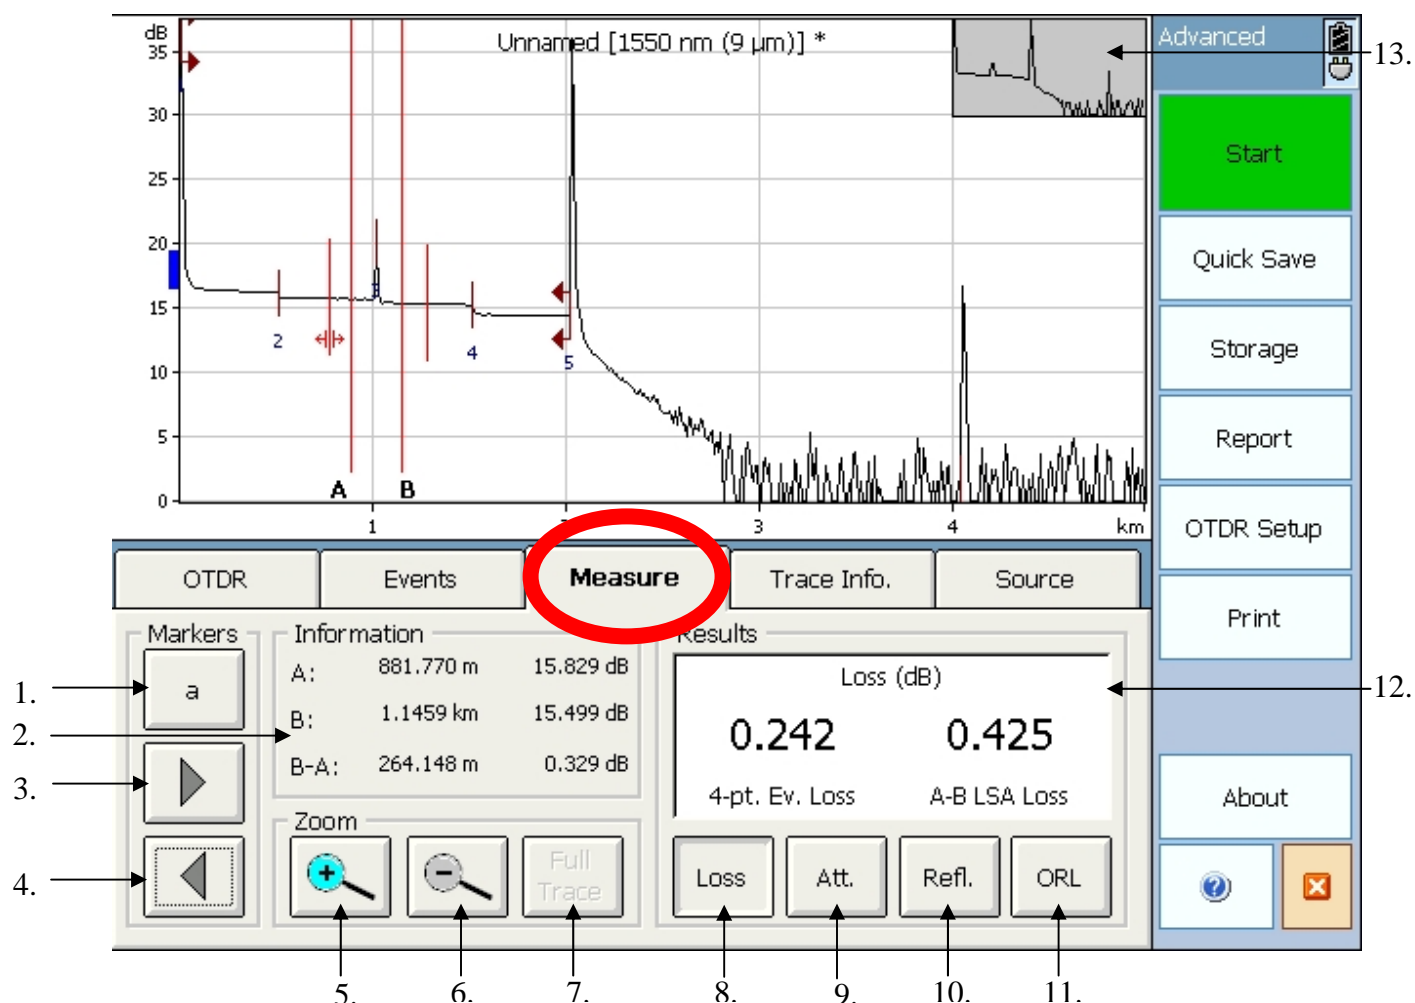 dB
Unnamed [1550 nm (9 µm)] *
35
30
25
20
15
10
5
0
2
3
4
5
A
B
1
3
4
km
Advanced
13.
Start
Quick Save
Storage
Report
OTDR Setup
Print
About
OTDR
Events
Measure
Trace Info.
Source
Markers
a
Information
A: 881.770 m 15.829 dB
B: 1.1459 km 15.499 dB
B-A: 264.148 m 0.329 dB
Zoom
Full
Trace
Results
Loss (dB)
0.242 0.425
4-pt. Ev. Loss A-B LSA Loss
Loss
Att.
Refl.
ORL
1.
2.
3.
4.
5.
6.
7.
8.
9.
10.
11.
12.